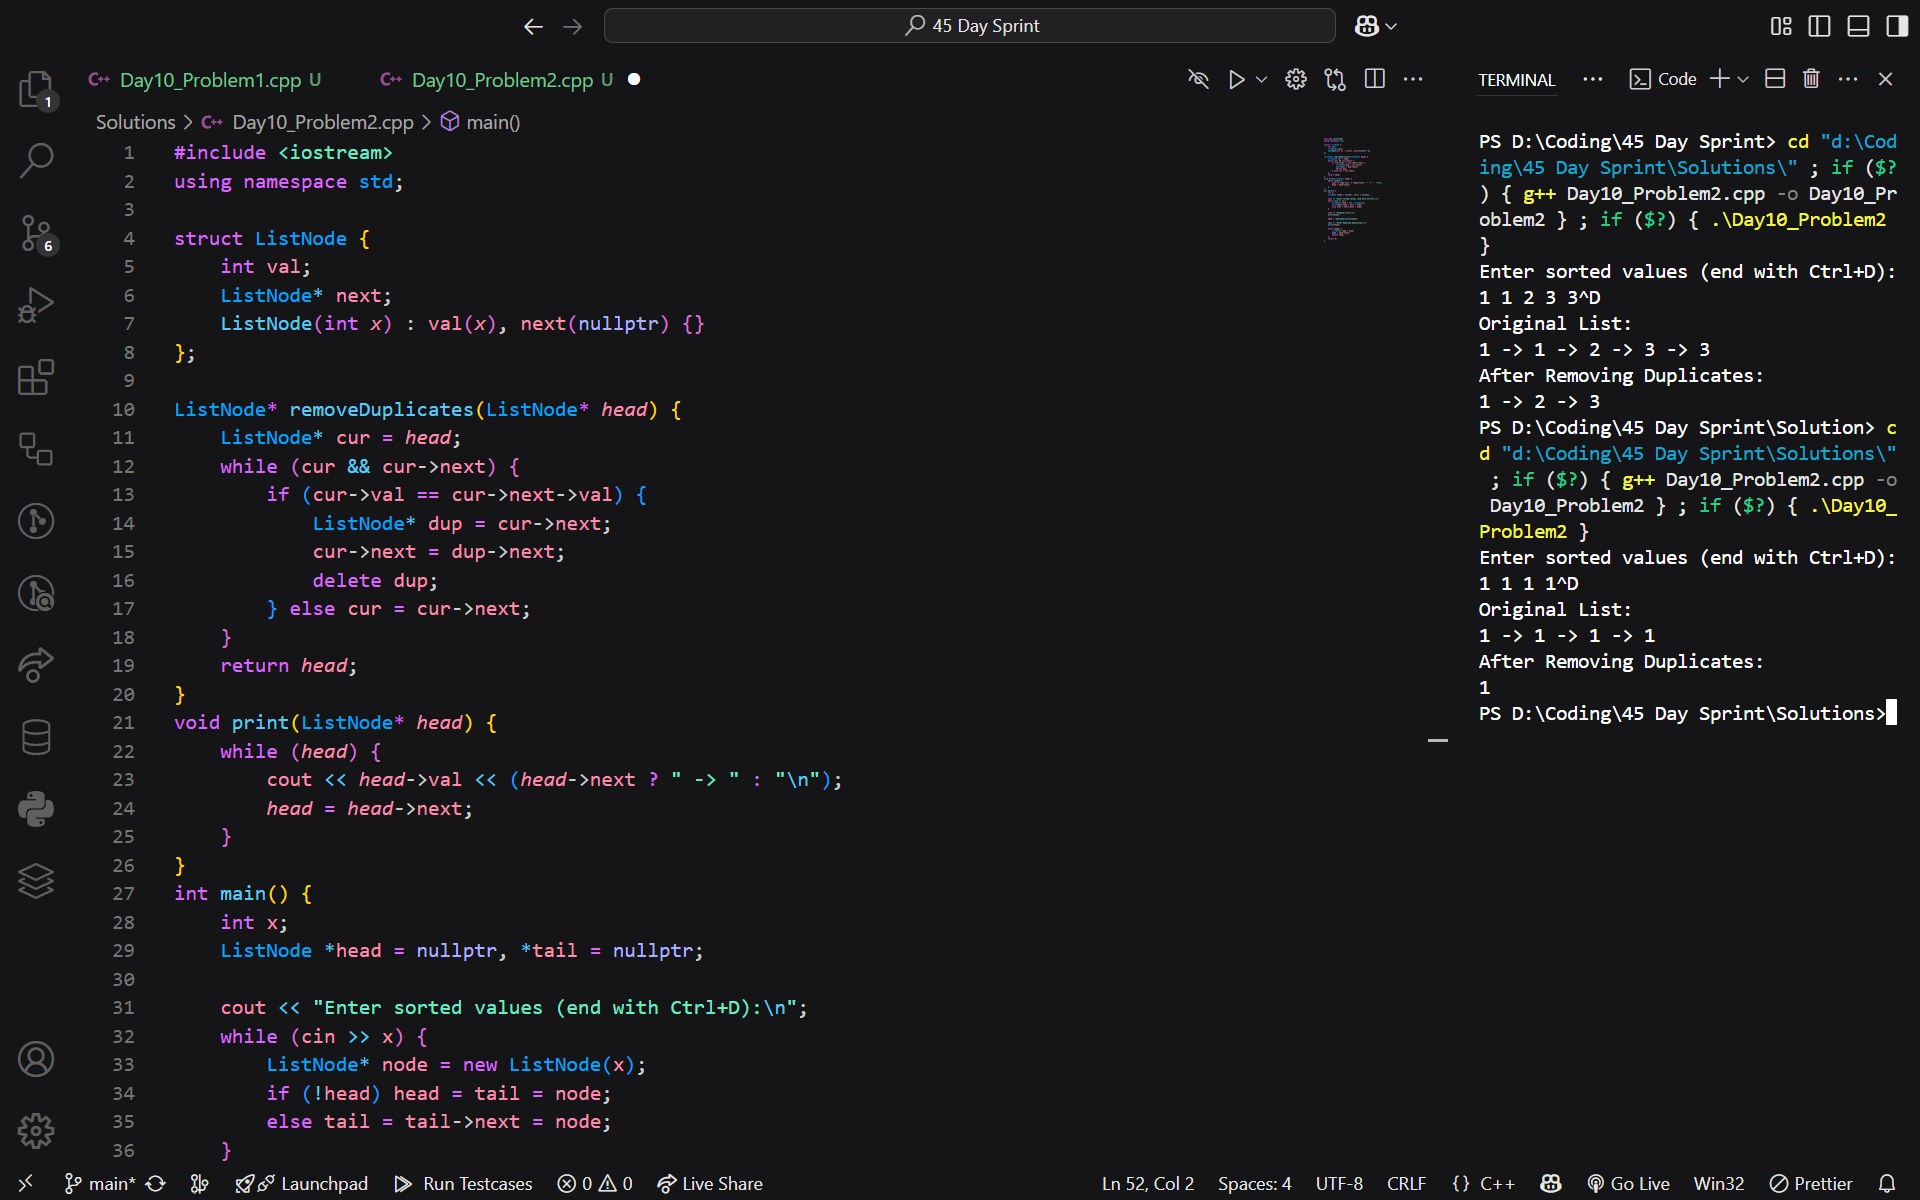 45 Day Sprint
Day10_Problem1.cpp U
Day10_Problem2.cpp U
Solutions > Day10_Problem2.cpp > main()
1 #include <iostream>
2 using namespace std;
3
4 struct ListNode {
5 int val;
6 ListNode* next;
7 ListNode(int x) : val(x), next(nullptr) {}
8 };
9
10 ListNode* removeDuplicates(ListNode* head) {
11 ListNode* cur = head;
12 while (cur && cur->next) {
13 if (cur->val == cur->next->val) {
14 ListNode* dup = cur->next;
15 cur->next = dup->next;
16 delete dup;
17 } else cur = cur->next;
18 }
19 return head;
20 }
21 void print(ListNode* head) {
22 while (head) {
23 cout << head->val << (head->next ? " -> " : "\n");
24 head = head->next;
25 }
26 }
27 int main() {
28 int x;
29 ListNode *head = nullptr, *tail = nullptr;
30
31 cout << "Enter sorted values (end with Ctrl+D):\n";
32 while (cin >> x) {
33 ListNode* node = new ListNode(x);
34 if (!head) head = tail = node;
35 else tail = tail->next = node;
36 }
TERMINAL
Code
PS D:\Coding\45 Day Sprint> cd "d:\Cod
ing\45 Day Sprint\Solutions\" ; if ($?
) { g++ Day10_Problem2.cpp -o Day10_Pr
oblem2 } ; if ($?) { .\Day10_Problem2
}
Enter sorted values (end with Ctrl+D):
1 1 2 3 3^D
Original List:
1 -> 1 -> 2 -> 3 -> 3
After Removing Duplicates:
1 -> 2 -> 3
PS D:\Coding\45 Day Sprint\Solution> c
d "d:\Coding\45 Day Sprint\Solutions\"
; if ($?) { g++ Day10_Problem2.cpp -o
Day10_Problem2 } ; if ($?) { .\Day10_
Problem2 }
Enter sorted values (end with Ctrl+D):
1 1 1 1^D
Original List:
1 -> 1 -> 1 -> 1
After Removing Duplicates:
1
PS D:\Coding\45 Day Sprint\Solutions>
1
6
main*
Launchpad
Run Testcases
0
0
Live Share
Ln 52, Col 2
Spaces: 4
UTF-8
CRLF
{} C++
Go Live
Win32
Prettier